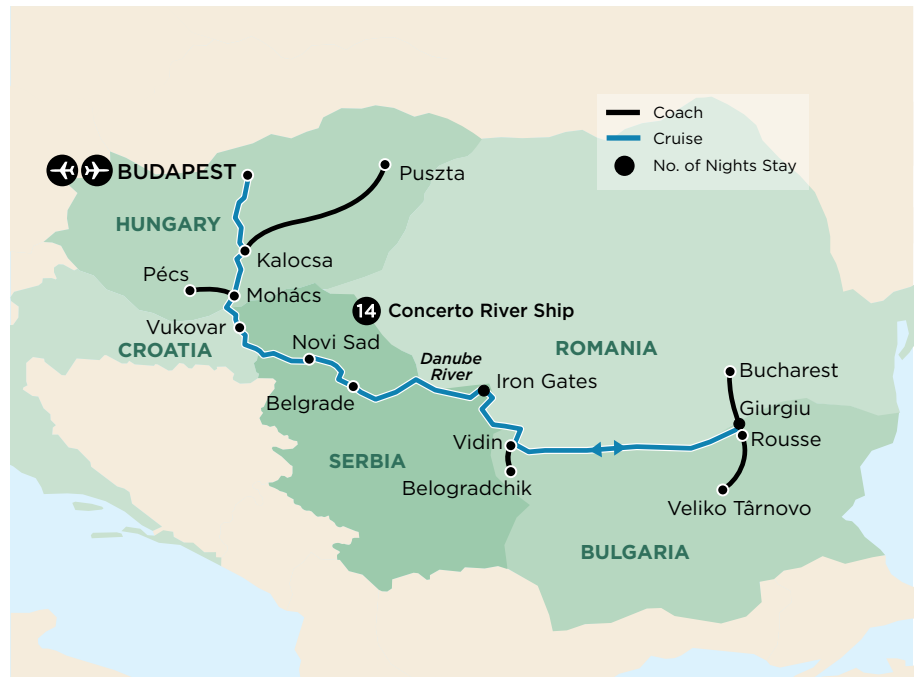 Coach
Cruise
No. of Nights Stay
BUDAPEST
Puszta
HUNGARY
Kalocsa
Pécs
Mohács
14 Concerto River Ship
Vukovar
CROATIA
Novi Sad
ROMANIA
Danube
River
Iron Gates
Bucharest
Belgrade
Giurgiu
Rousse
Vidin
SERBIA
Belogradchik
Veliko Târnovo
BULGARIA